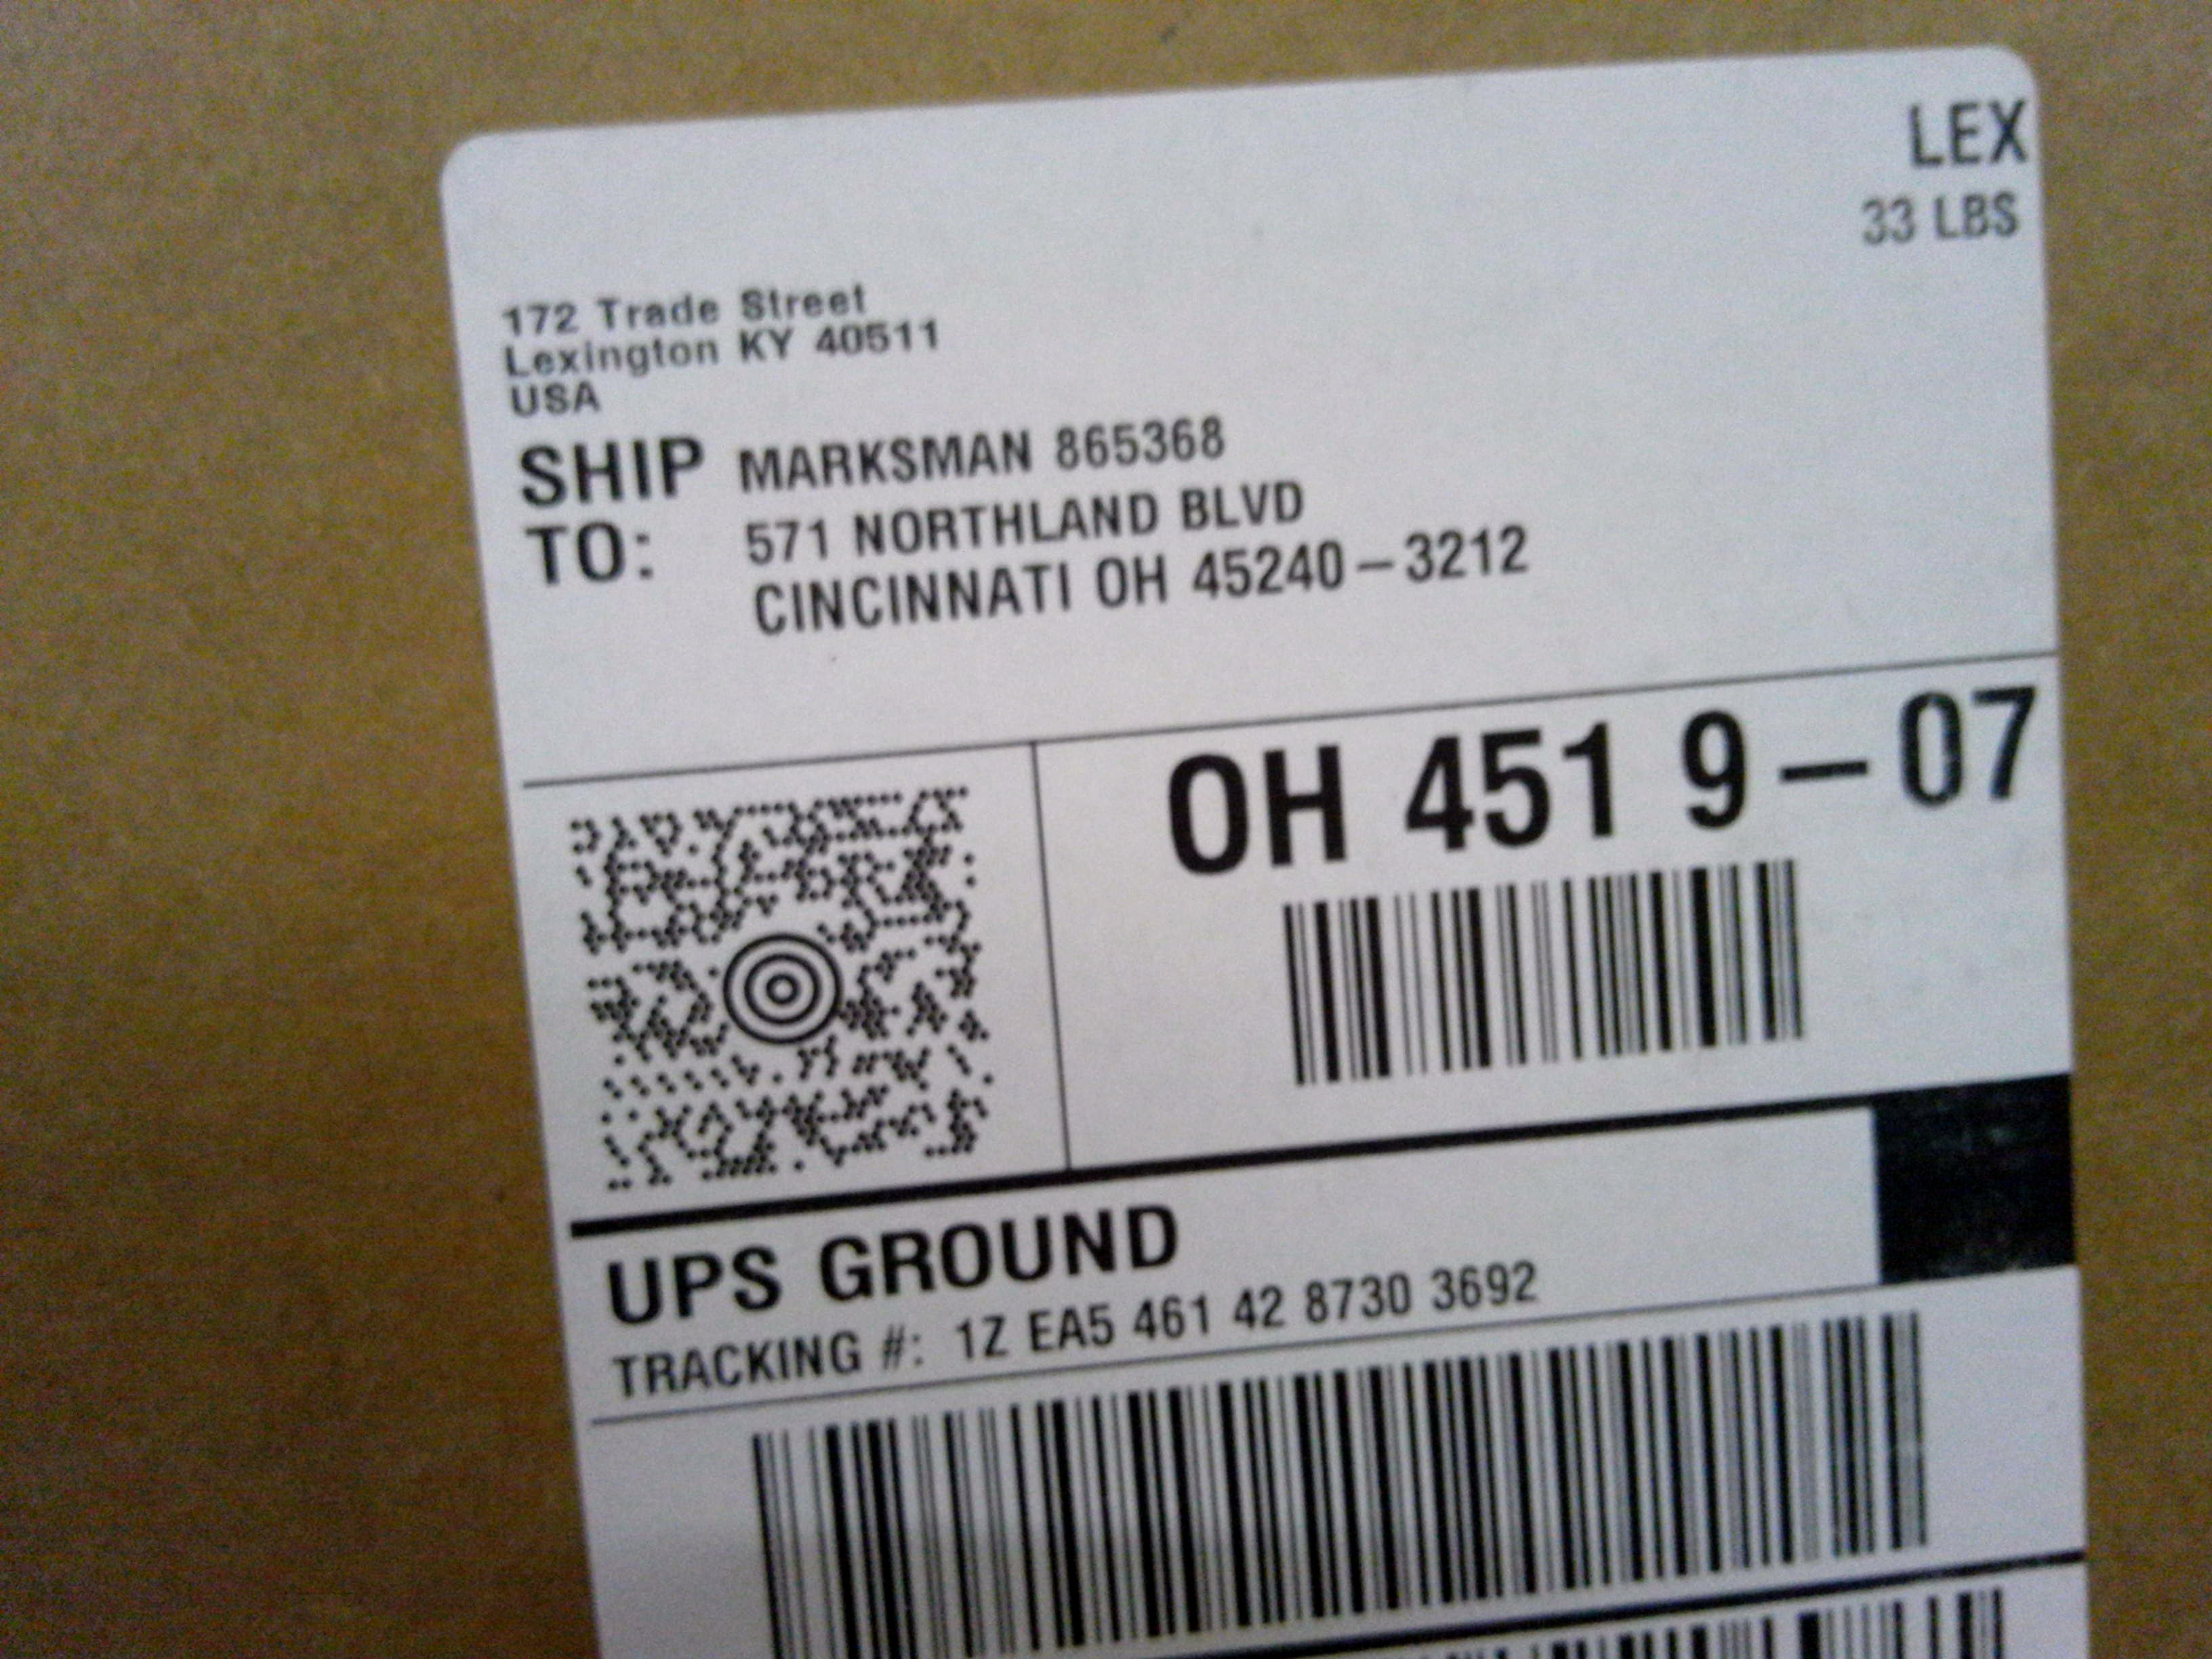 LEX
33 LBS
172 Trade Street
Lexington KY 40511
USA
SHIP TO: MARKSMAN 865368
571 NORTHLAND BLVD
CINCINNATI OH 45240-3212
OH 451 9-07
UPS GROUND
TRACKING #: 1Z EA5 461 42 8730 3692